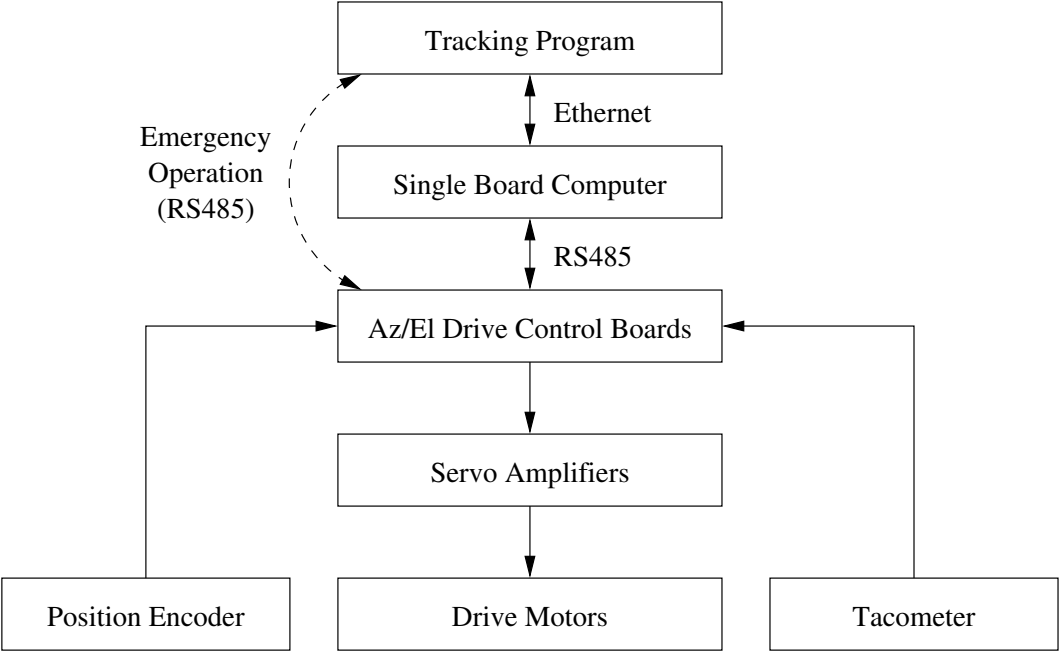 Tracking Program
Ethernet
Emergency
Operation
(RS485)
Single Board Computer
RS485
Az/El Drive Control Boards
Servo Amplifiers
Position Encoder
Drive Motors
Tacometer